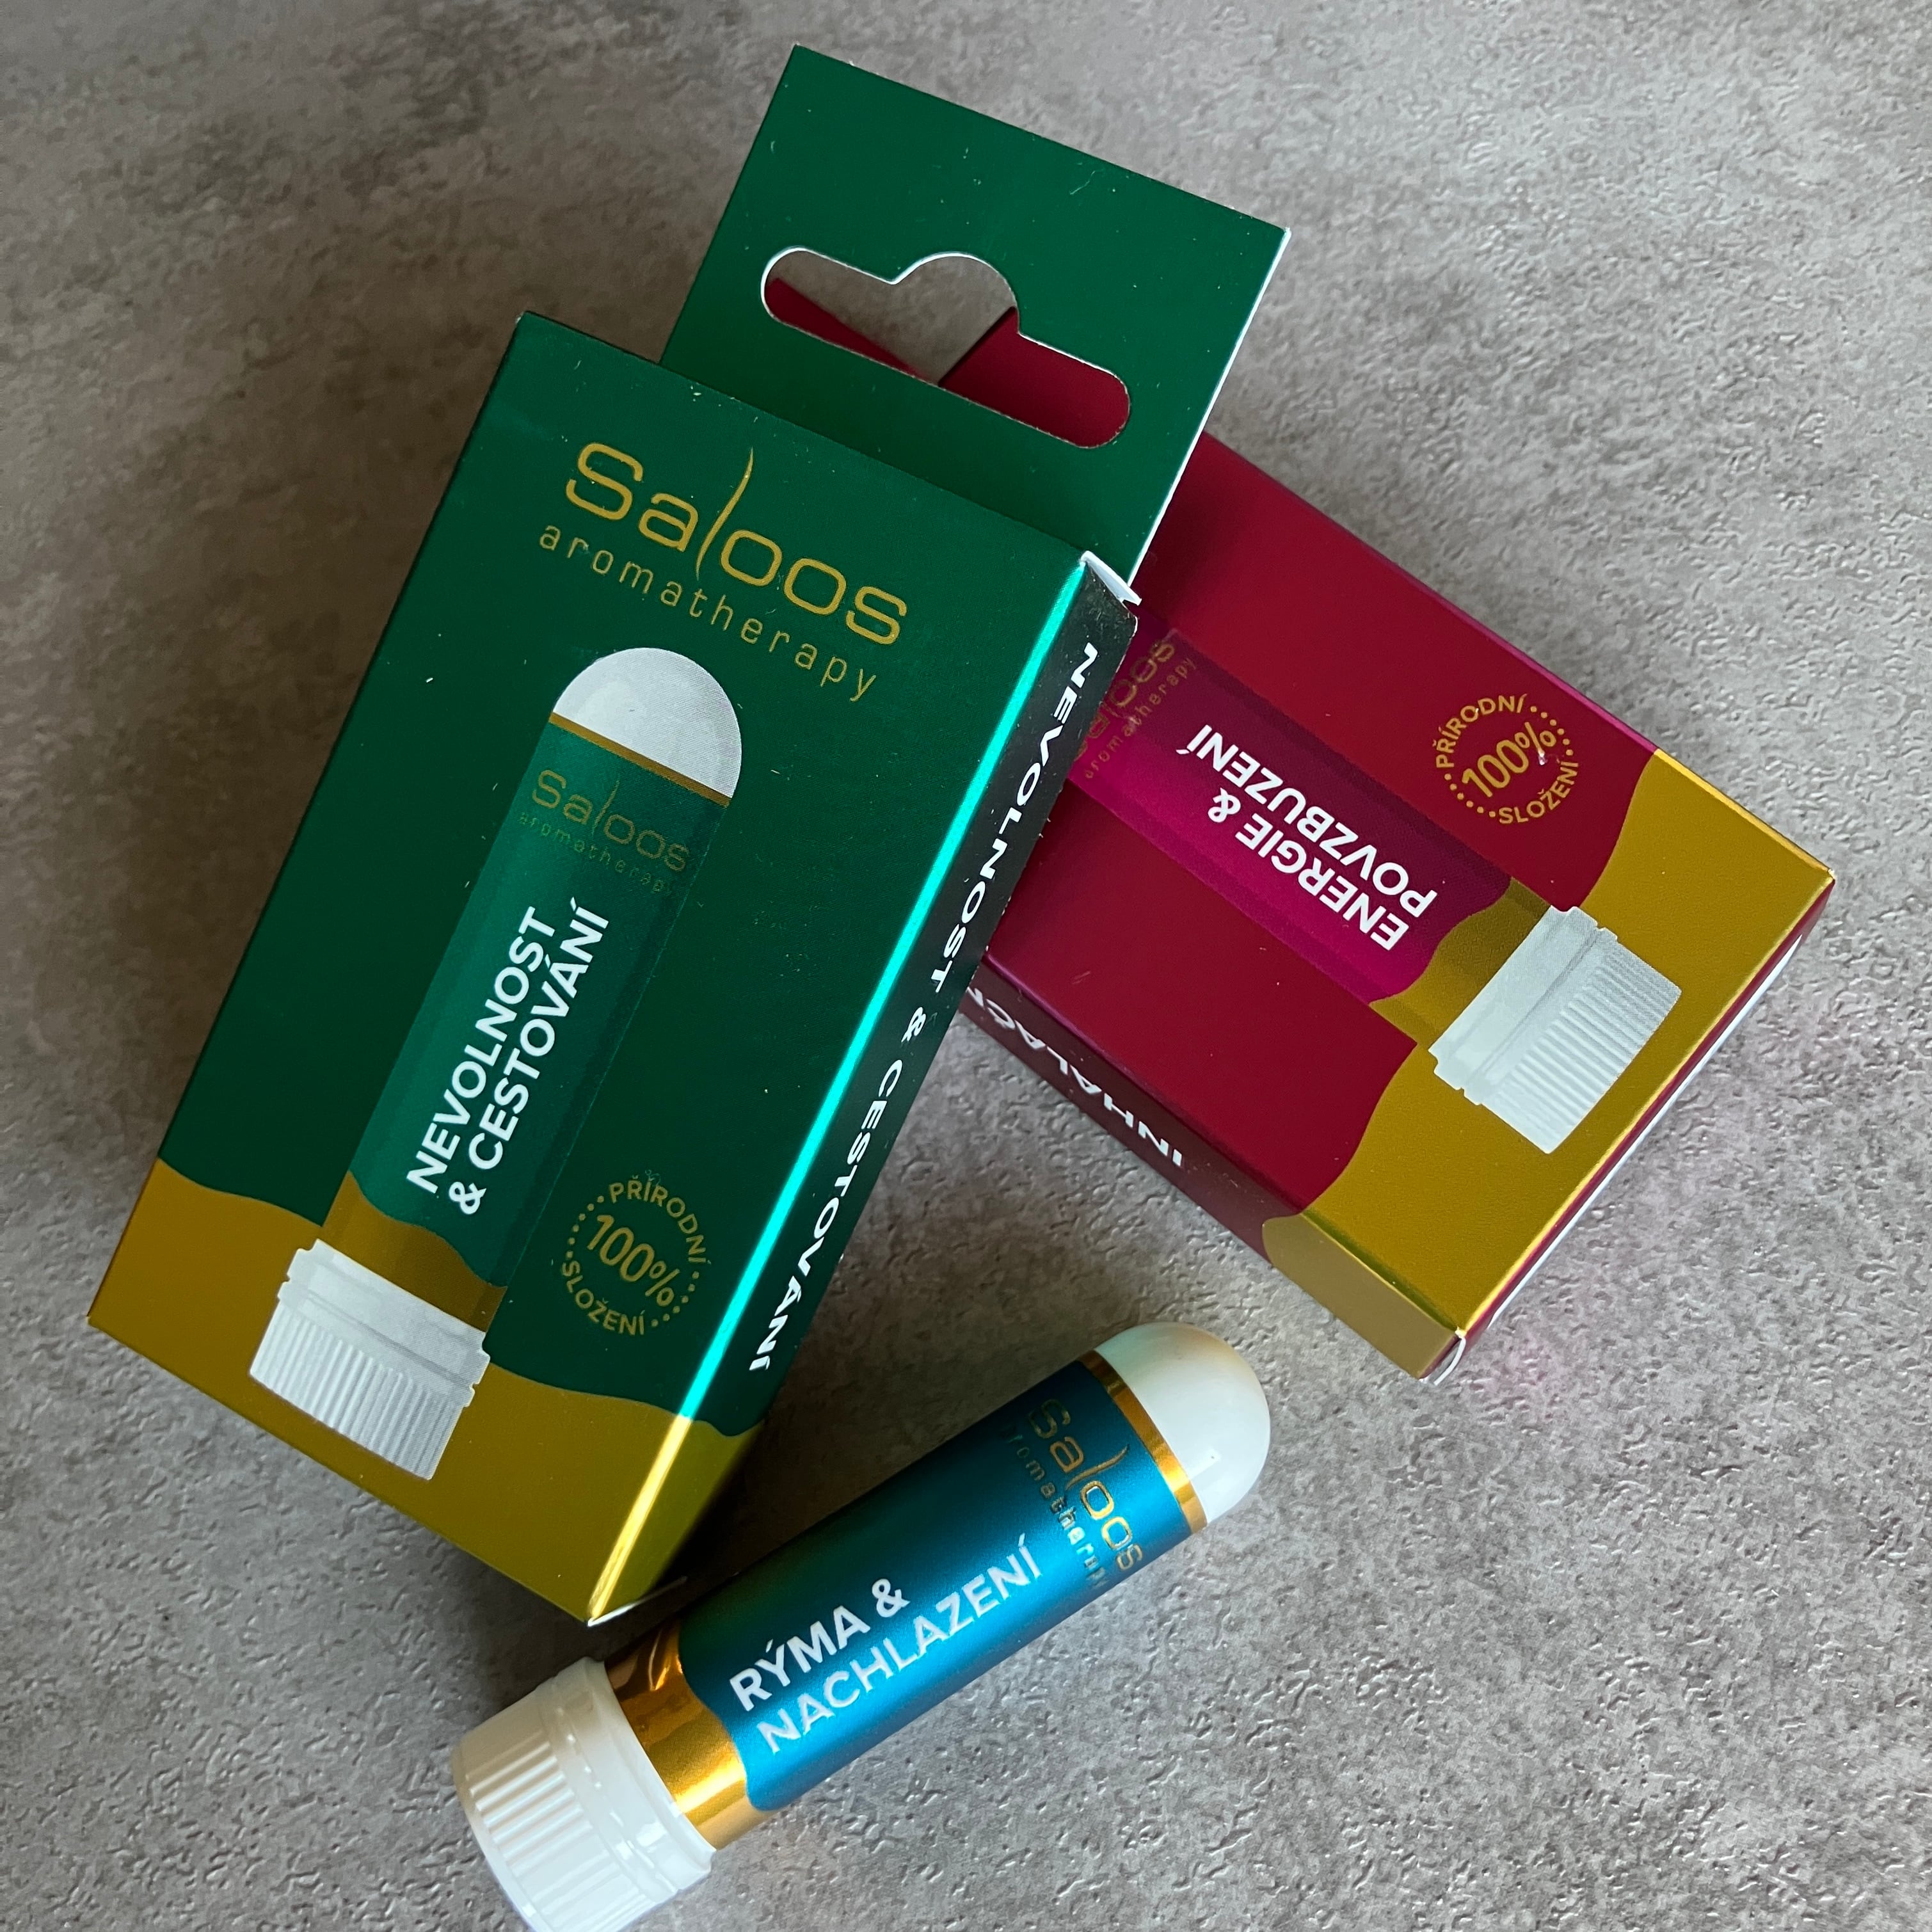 Saloos
aromatherapy
Saloos
aromatherapy
NEVOLNOST
& CESTOVÁNÍ
PŘÍRODNÍ
100%
SLOŽENÍ
NEVOLNOST & CESTOVÁNÍ
Saloos
aromatherapy
ENERGIE &
POVZBUZENÍ
PŘÍRODNÍ
100%
SLOŽENÍ
Saloos
aromatherapy
RÝMA &
NACHLAZENÍ